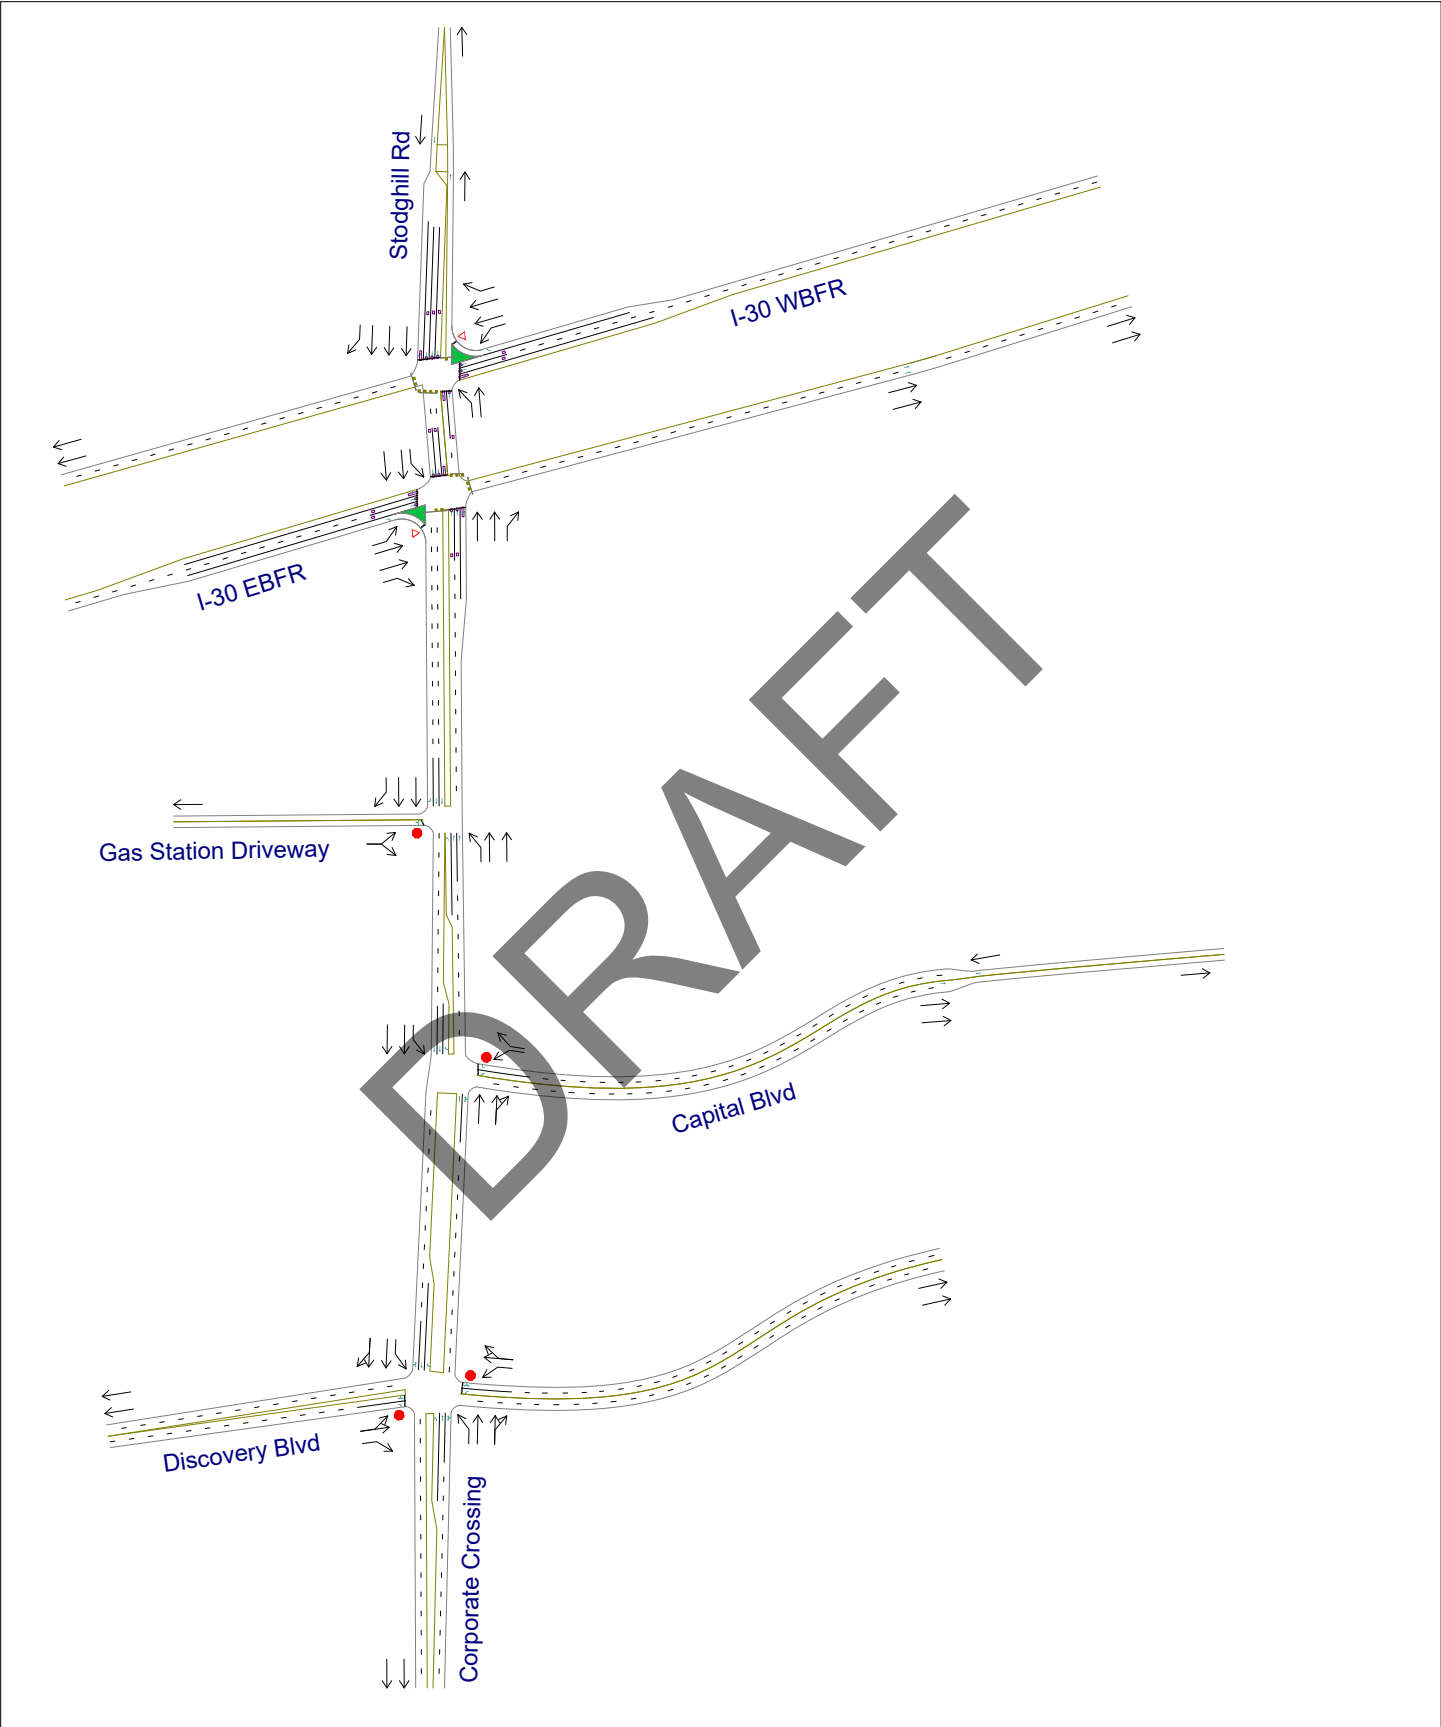 Stodghill Rd
I-30 WBFR
I-30 EBFR
DRAFT
Gas Station Driveway
Capital Blvd
Discovery Blvd
Corporate Crossing